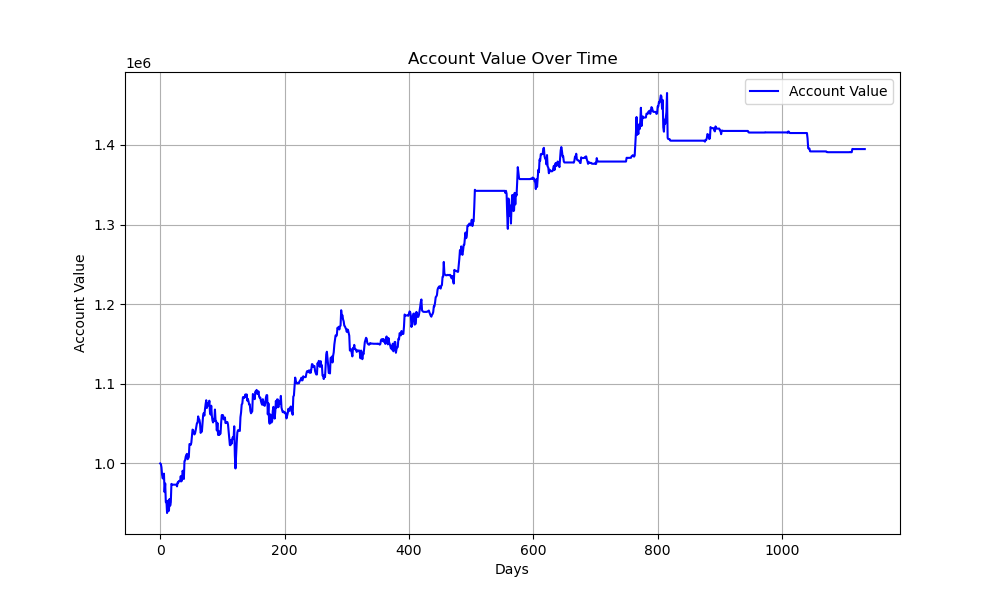 Account Value Over Time
1e6
Account Value
1.4
1.3
1.2
1.1
1.0
Account Value
0 200 400 600 800 1000
Days